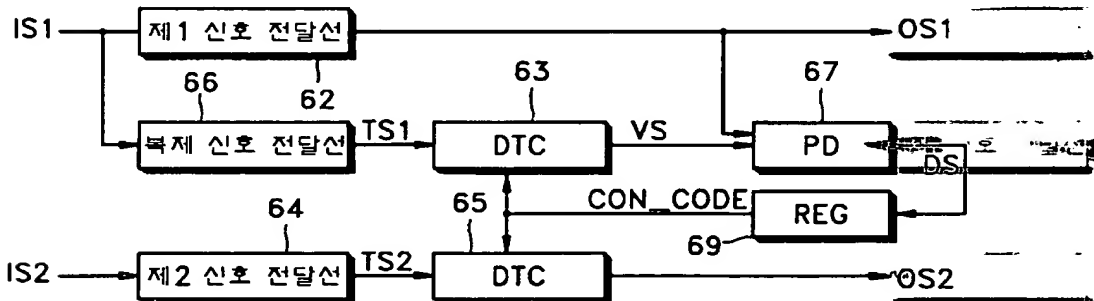 IS1
제1 신호 전달선
OS1
62
66
63
67
복제 신호 전달선
TS1
DTC
VS
PD
호
DS
CON_CODE
REG
69
64
65
IS2
제2 신호 전달선
TS2
DTC
OS2